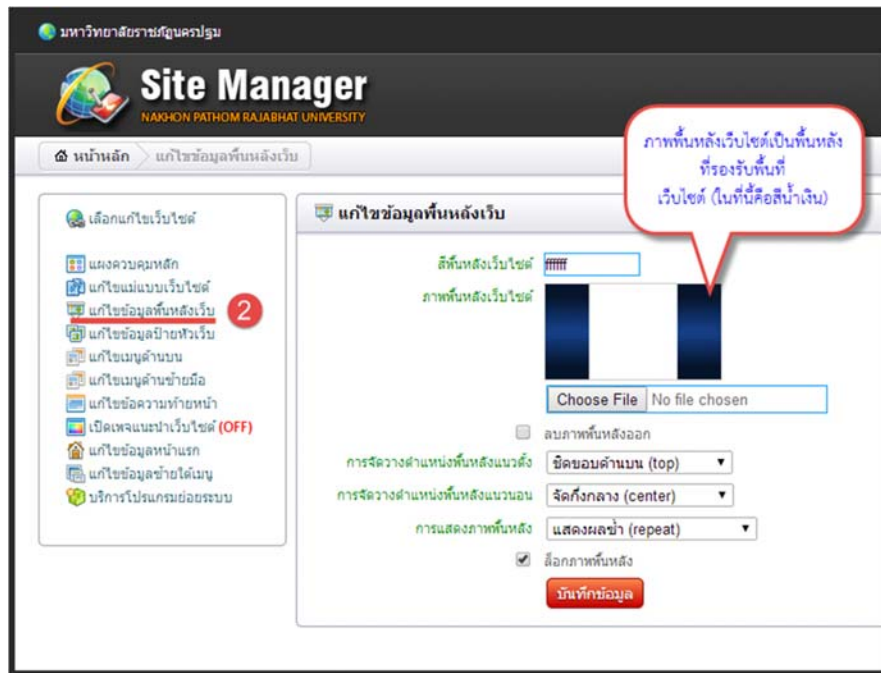 มหาวิทยาลัยราชภัฏนครปฐม
Site Manager
NAKHON PATHOM RAJABHAT UNIVERSITY
หน้าหลัก
แก้ไขข้อมูลพื้นหลังเว็บ
ภาพพื้นหลังเว็บไซต์เป็นพื้นหลัง
ที่รองรับพื้นที่
เว็บไซต์ (ในที่นี้คือสีน้ำเงิน)
เลือกแก้ไขเว็บไซต์
แผงควบคุมหลัก
แก้ไขแม่แบบเว็บไซต์
แก้ไขข้อมูลพื้นหลังเว็บ
2
แก้ไขข้อมูลป้ายหัวเว็บ
แก้ไขเมนูด้านบน
แก้ไขเมนูด้านซ้ายมือ
แก้ไขข้อความท้ายหน้า
เปิดเพจแนะนำเว็บไซต์ (OFF)
แก้ไขข้อมูลหน้าแรก
แก้ไขข้อมูลซ้ายใต้เมนู
บริการโปรแกรมย่อยระบบ
แก้ไขข้อมูลพื้นหลังเว็บ
สีพื้นหลังเว็บไซต์ ffffff
ภาพพื้นหลังเว็บไซต์
Choose File No file chosen
ลบภาพพื้นหลังออก
การจัดวางตำแหน่งพื้นหลังแนวตั้ง ชิดขอบด้านบน (top)
การจัดวางตำแหน่งพื้นหลังแนวนอน จัดกึ่งกลาง (center)
การแสดงภาพพื้นหลัง แสดงผลซ้ำ (repeat)
ล็อกภาพพื้นหลัง
บันทึกข้อมูล